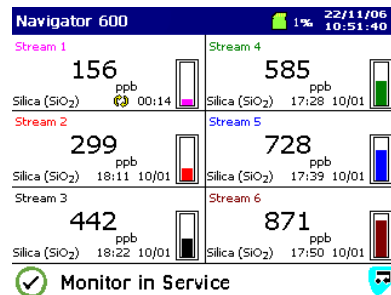 Navigator 600 1% 22/11/06
10:51:40
Stream 1
156
ppb
Silica (SiO₂) 00:14
Stream 4
585
ppb
Silica (SiO₂) 17:28 10/01
Stream 2
299
ppb
Silica (SiO₂) 18:11 10/01
Stream 5
728
ppb
Silica (SiO₂) 17:39 10/01
Stream 3
442
ppb
Silica (SiO₂) 18:22 10/01
Stream 6
871
ppb
Silica (SiO₂) 17:50 10/01
Monitor in Service